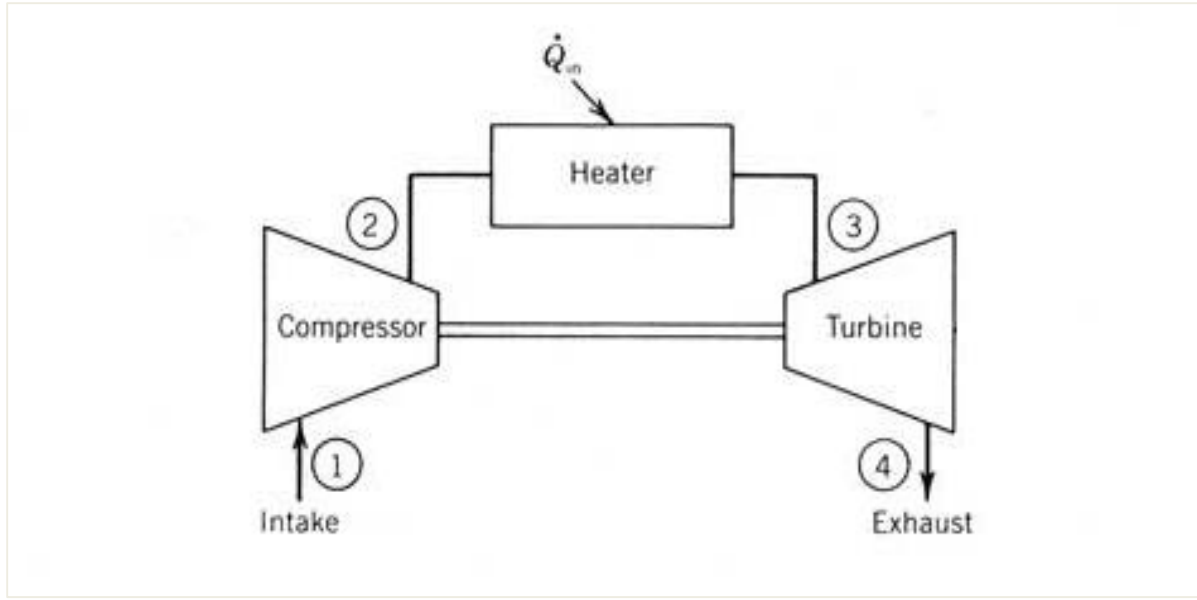 Q̇in
Heater
2
3
Compressor
Turbine
1
4
Intake
Exhaust